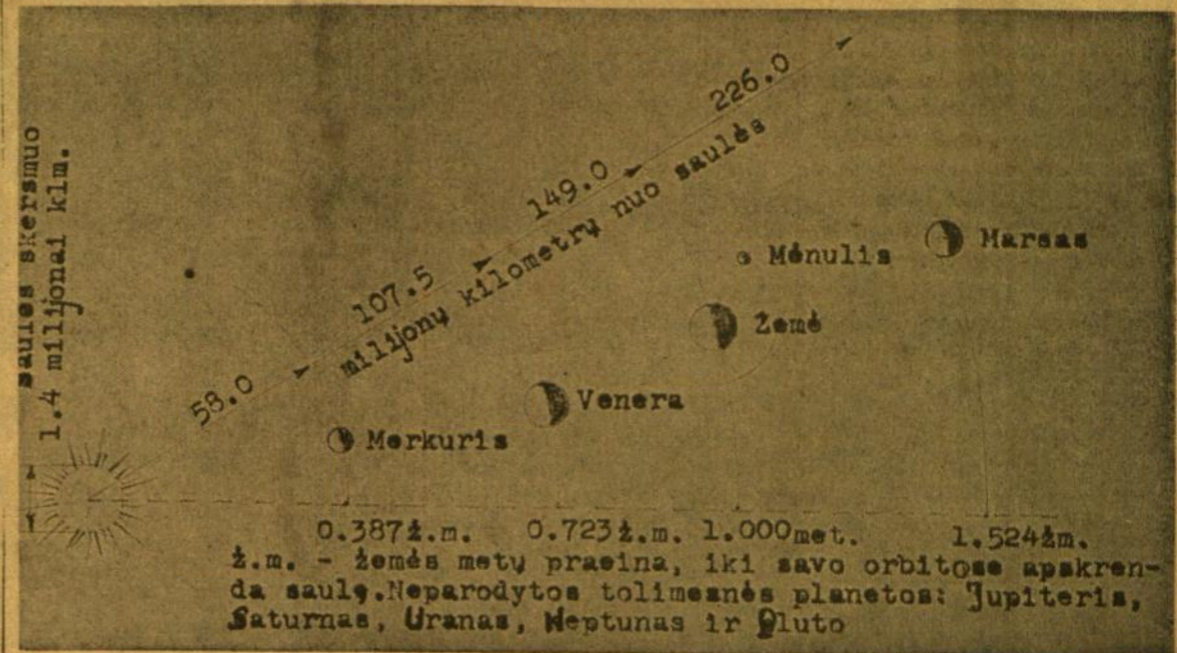 saulės skersmuo
1.4 milijonai klm.
58.0 107.5 149.0 226.0
milijonų kilometrų nuo saulės
Marsas
Mėnulis
Žemė
Venera
Merkuris
0.387ž.m. 0.723ž.m. 1.000met. 1.524žm.
ž.m. - žemės metų praeina, iki savo orbitose apskren-
da saulę.Neparodytos tolimesnės planetos: Jupiteris,
Saturnas, Uranas, Neptunas ir Pluto